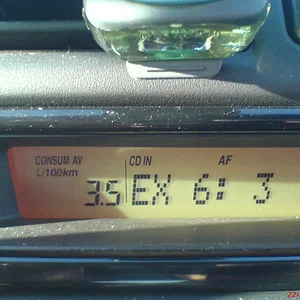 CONSUM AV CD IN AF
L/100km
3.5 EX 6: 3